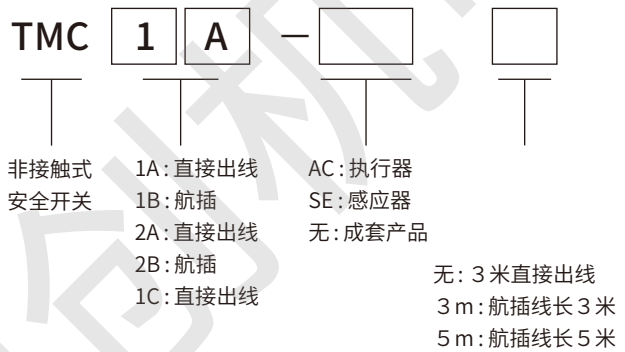 TMC 1 A —
非接触式
安全开关
1A:直接出线
1B:航插
2A:直接出线
2B:航插
1C:直接出线
AC:执行器
SE:感应器
无:成套产品
无:3米直接出线
3m:航插线长3米
5m:航插线长5米